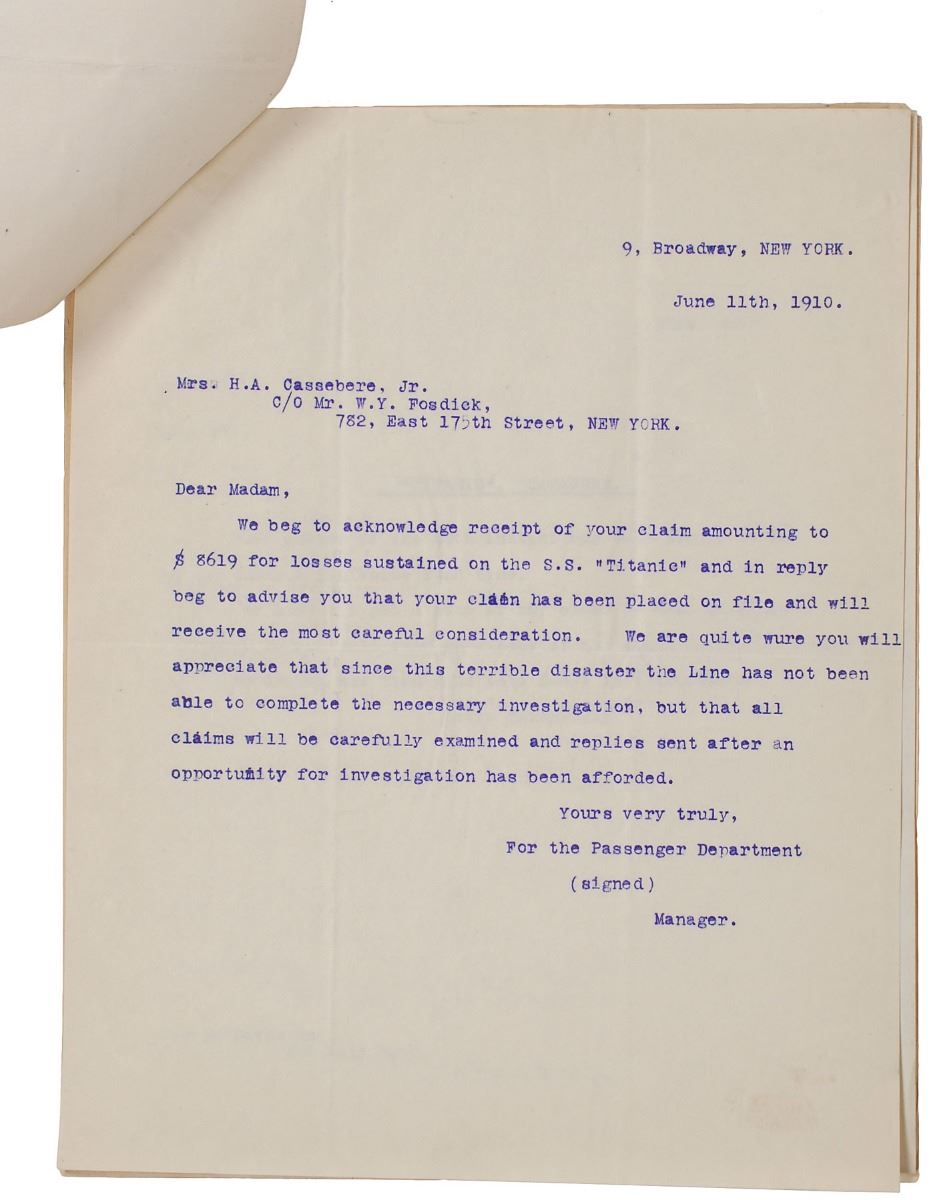 9, Broadway, NEW YORK.
June 11th, 1910.
Mrs. H.A. Cassebere, Jr.
C/O Mr. W.Y. Fosdick,
782, East 175th Street, NEW YORK.
Dear Madam,
We beg to acknowledge receipt of your claim amounting to
$ 8619 for losses sustained on the S.S. "Titanic" and in reply
beg to advise you that your claim has been placed on file and will
receive the most careful consideration. We are quite wure you will
appreciate that since this terrible disaster the Line has not been
able to complete the necessary investigation, but that all
claims will be carefully examined and replies sent after an
opportunity for investigation has been afforded.
Yours very truly,
For the Passenger Department
(signed)
Manager.